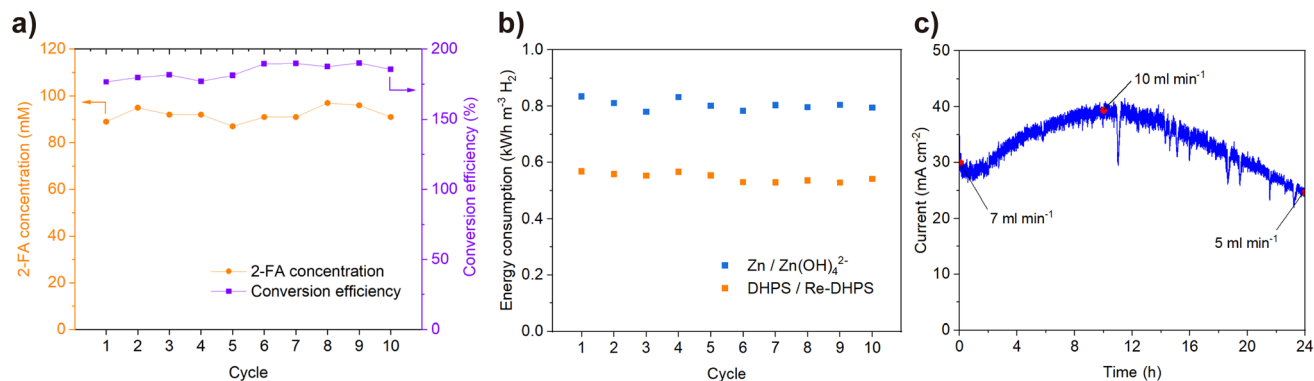 a)
120
100
80
60
40
20
0
2-FA concentration (mM)
200
150
100
50
0
Conversion efficiency (%)
2-FA concentration
Conversion efficiency
1 2 3 4 5 6 7 8 9 10
Cycle
b)
1.0
0.8
0.6
0.4
0.2
0.0
Energy consumption (kWh m⁻³ H₂)
Zn / Zn(OH)₄²⁻
DHPS / Re-DHPS
1 2 3 4 5 6 7 8 9 10
Cycle
c)
50
40
30
20
10
0
Current (mA cm⁻²)
10 ml min⁻¹
7 ml min⁻¹
5 ml min⁻¹
0 4 8 12 16 20 24
Time (h)